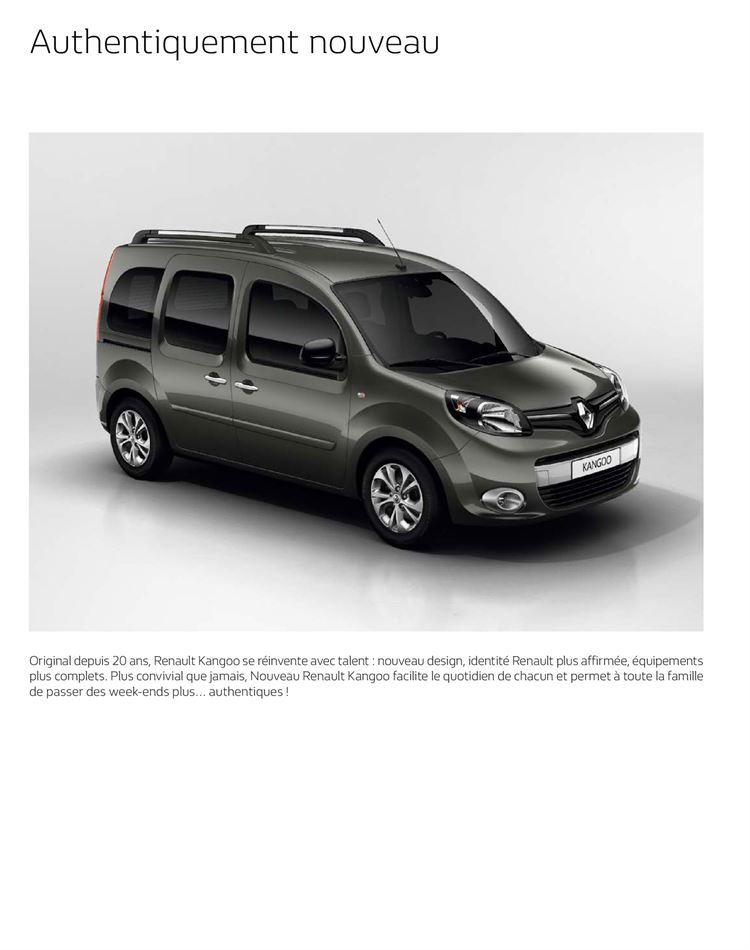 Authentiquement nouveau
KANGOO
Original depuis 20 ans, Renault Kangoo se réinvente avec talent : nouveau design, identité Renault plus affirmée, équipements
plus complets. Plus convivial que jamais, Nouveau Renault Kangoo facilite le quotidien de chacun et permet à toute la famille
de passer des week-ends plus… authentiques !